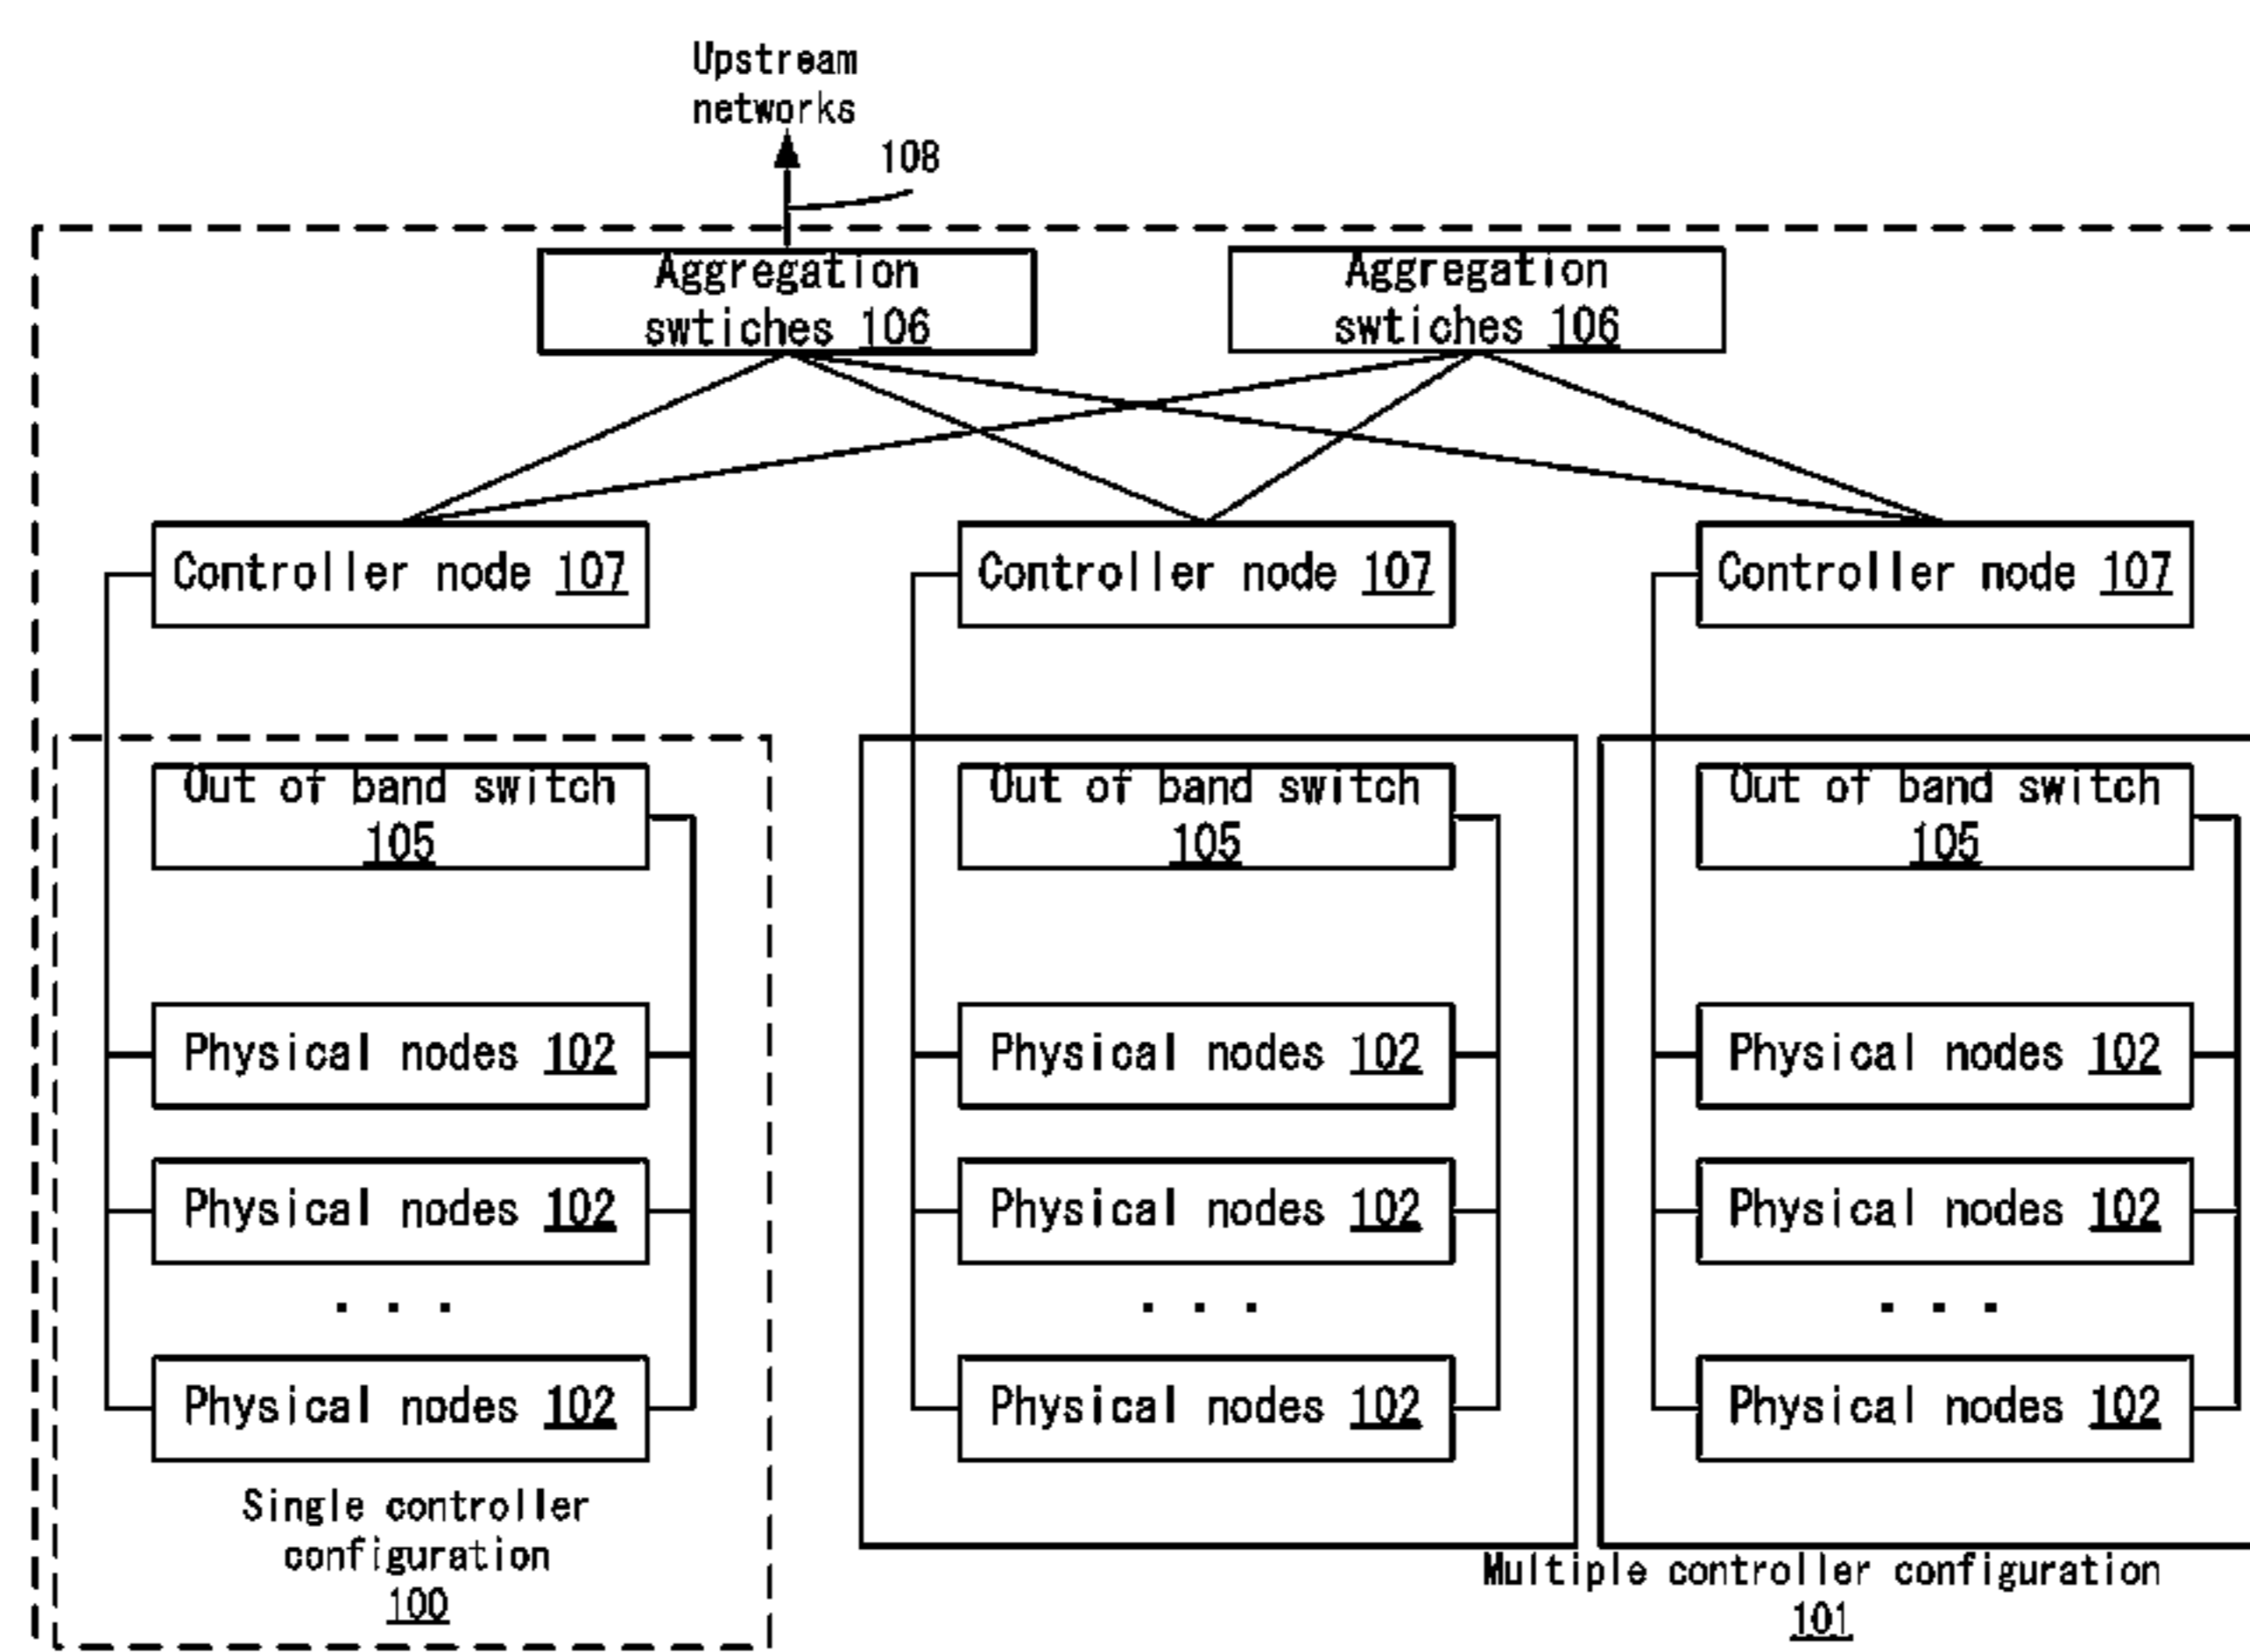 Upstream
networks
108
Aggregation
swtiches 106
Aggregation
swtiches 106
Controller node 107
Controller node 107
Controller node 107
Out of band switch
105
Out of band switch
105
Out of band switch
105
Physical nodes 102
Physical nodes 102
Physical nodes 102
Physical nodes 102
Physical nodes 102
Physical nodes 102
. . .
. . .
. . .
Physical nodes 102
Physical nodes 102
Physical nodes 102
Single controller
configuration
100
Multiple controller configuration
101